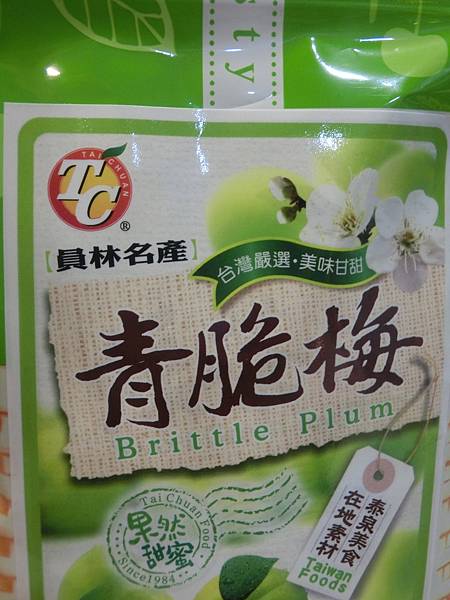 sty
TAI CHUAN
TC
®
【員林名產】
台灣嚴選・美味甘甜
青脆梅
Brittle Plum
泰泉美食
在地素材
Taiwan
Foods
Tai Chuan Food
果然
甜蜜
Since1984